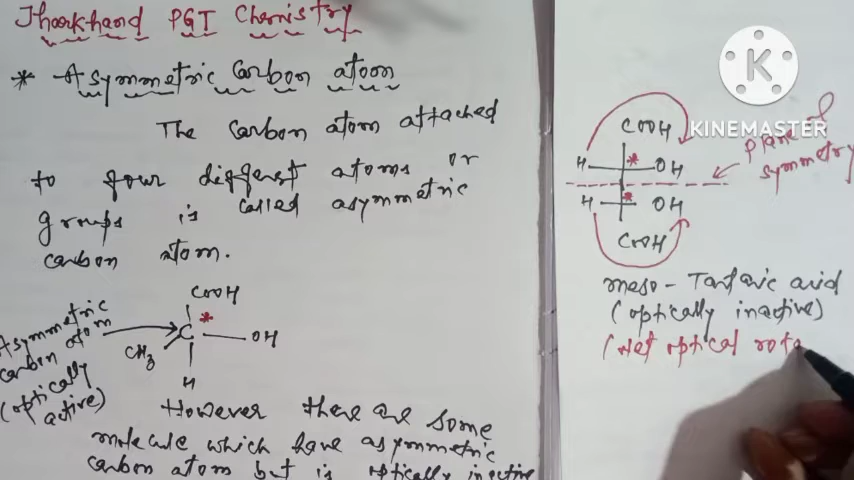 Jharkhand PGT Chemistry
* Asymmetric Carbon atom
The carbon atom attached
to four different atoms or
groups is called asymmetric
carbon atom.
COOH
Asymmetric
carbon atom
(optically
active)
C
*
OH
CH3
H
However there are some
molecule which have asymmetric
carbon atom but is optically inactive
K
KINEMASTER
COOH
H * OH
plane of
symmetry
H * OH
COOH
meso - Tartaric acid
(optically inactive)
(Net optical rota